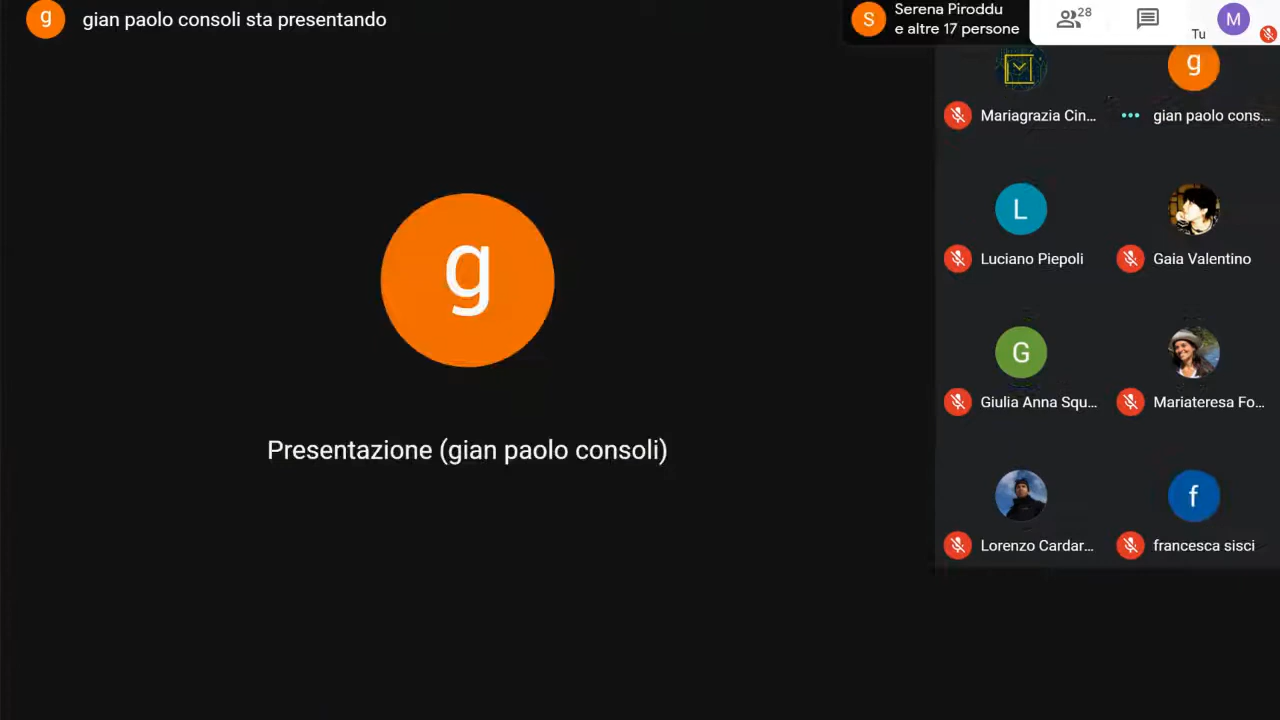 g
gian paolo consoli sta presentando
S
Serena Piroddu
e altre 17 persone
28
Tu
M
g
Mariagrazia Cin...
gian paolo cons...
L
Luciano Piepoli
Gaia Valentino
g
Presentazione (gian paolo consoli)
G
Giulia Anna Squ...
Mariateresa Fo...
f
Lorenzo Cardar...
francesca sisci